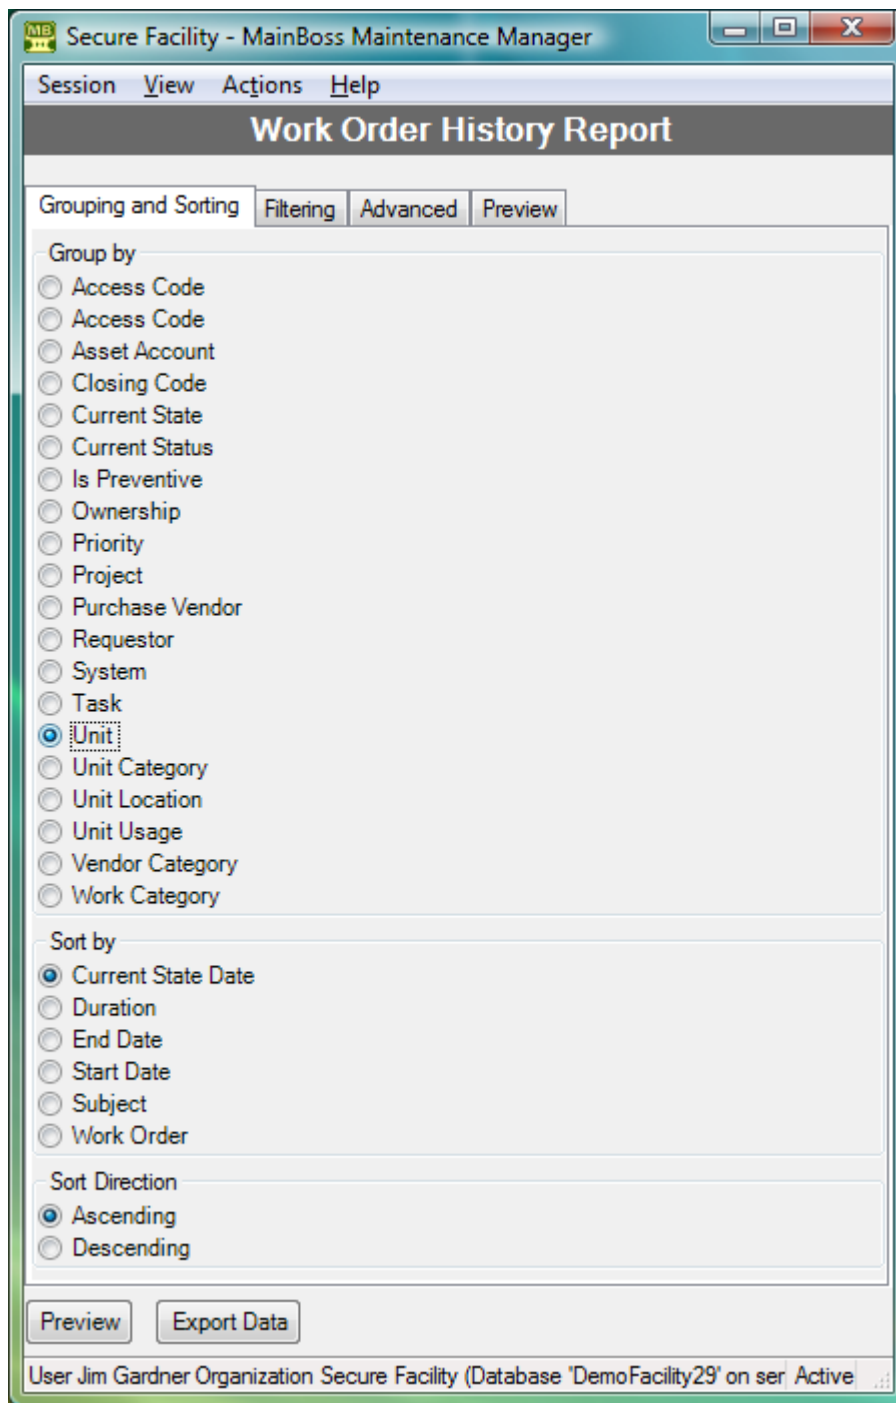 MB
Secure Facility - MainBoss Maintenance Manager
Session View Actions Help
Work Order History Report
Grouping and Sorting Filtering Advanced Preview
Group by
Access Code
Access Code
Asset Account
Closing Code
Current State
Current Status
Is Preventive
Ownership
Priority
Project
Purchase Vendor
Requestor
System
Task
Unit
Unit Category
Unit Location
Unit Usage
Vendor Category
Work Category
Sort by
Current State Date
Duration
End Date
Start Date
Subject
Work Order
Sort Direction
Ascending
Descending
Preview Export Data
User Jim Gardner Organization Secure Facility (Database 'DemoFacility29' on ser Active